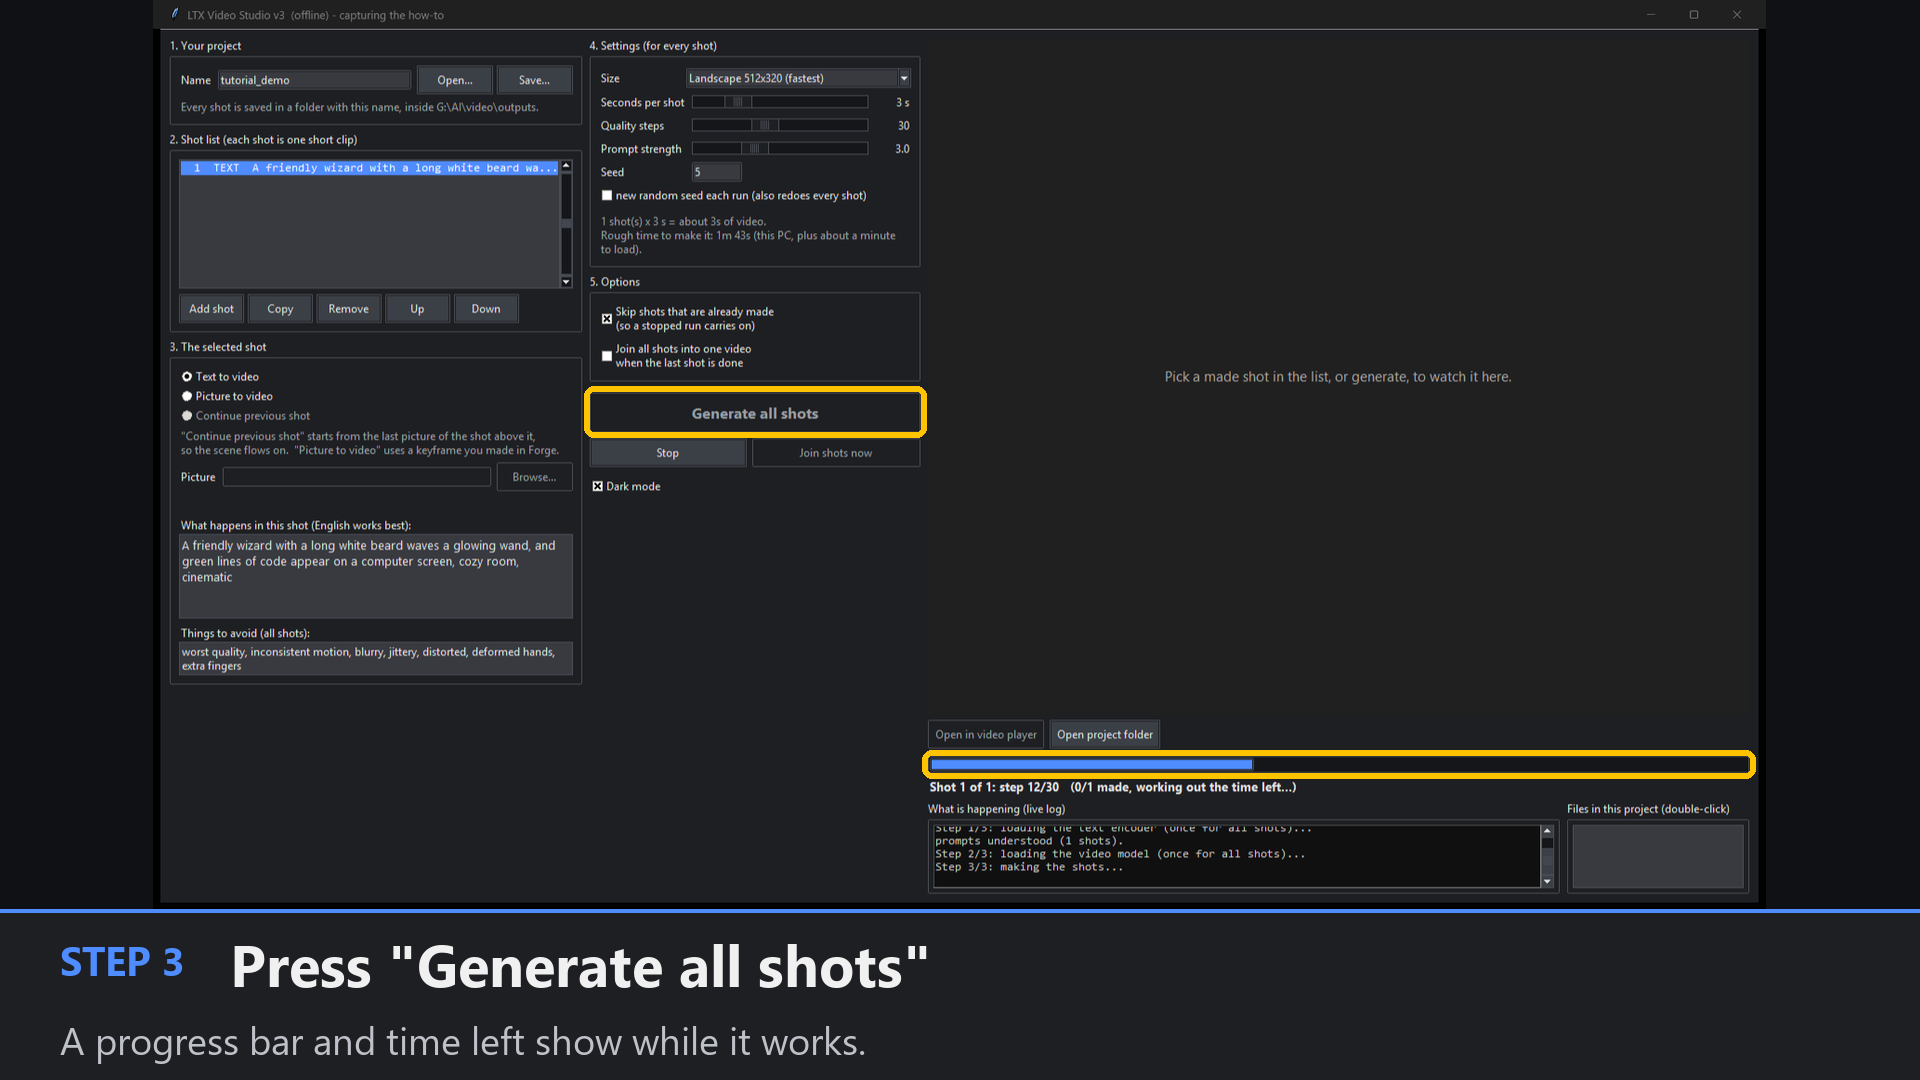 LTX Video Studio v3 (offline) - capturing the how-to
1. Your project
Name tutorial_demo Open... Save...
Every shot is saved in a folder with this name, inside G:\AI\video\outputs.
2. Shot list (each shot is one short clip)
1 TEXT A friendly wizard with a long white beard wa...
Add shot Copy Remove Up Down
3. The selected shot
Text to video
Picture to video
Continue previous shot
"Continue previous shot" starts from the last picture of the shot above it,
so the scene flows on. "Picture to video" uses a keyframe you made in Forge.
Picture Browse...
What happens in this shot (English works best):
A friendly wizard with a long white beard waves a glowing wand, and
green lines of code appear on a computer screen, cozy room,
cinematic
Things to avoid (all shots):
worst quality, inconsistent motion, blurry, jittery, distorted, deformed hands,
extra fingers
4. Settings (for every shot)
Size Landscape 512x320 (fastest)
Seconds per shot 3 s
Quality steps 30
Prompt strength 3.0
Seed 5
new random seed each run (also redoes every shot)
1 shot(s) x 3 s = about 3s of video.
Rough time to make it: 1m 43s (this PC, plus about a minute
to load).
5. Options
Skip shots that are already made
(so a stopped run carries on)
Join all shots into one video
when the last shot is done
Generate all shots
Stop Join shots now
Dark mode
Pick a made shot in the list, or generate, to watch it here.
Open in video player Open project folder
Shot 1 of 1: step 12/30 (0/1 made, working out the time left...)
What is happening (live log)
Step 1/3: loading the text encoder (once for all shots)...
prompts understood (1 shots).
Step 2/3: loading the video model (once for all shots)...
Step 3/3: making the shots...
Files in this project (double-click)
STEP 3 Press "Generate all shots"
A progress bar and time left show while it works.